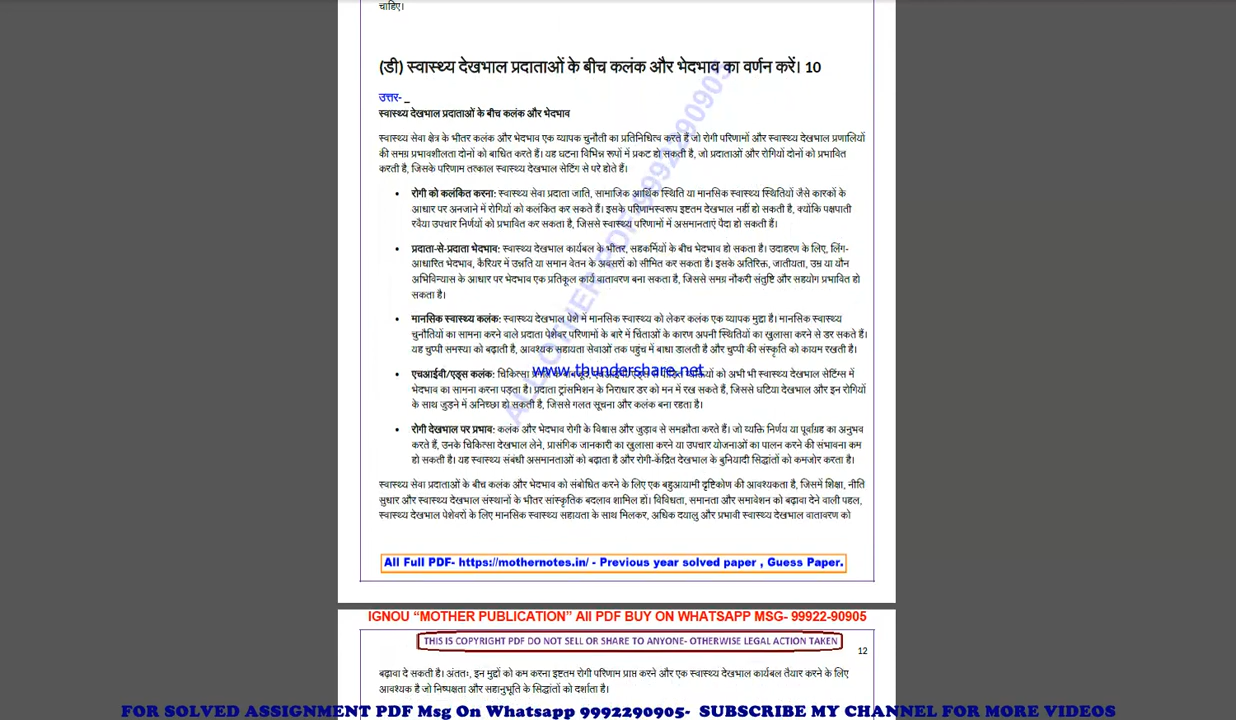 चाहिए।
(डी) स्वास्थ्य देखभाल प्रदाताओं के बीच कलंक और भेदभाव का वर्णन करें। 10
उत्तर- _
स्वास्थ्य देखभाल प्रदाताओं के बीच कलंक और भेदभाव
स्वास्थ्य सेवा क्षेत्र के भीतर कलंक और भेदभाव एक व्यापक चुनौती का प्रतिनिधित्व करते हैं जो रोगी परिणामों और स्वास्थ्य देखभाल प्रणालियों
की समग्र प्रभावशीलता दोनों को बाधित करते हैं। यह घटना विभिन्न रूपों में प्रकट हो सकती है, जो प्रदाताओं और रोगियों दोनों को प्रभावित
करती है, जिसके परिणाम तत्काल स्वास्थ्य देखभाल सेटिंग से परे होते हैं।
• रोगी को कलंकित करना: स्वास्थ्य सेवा प्रदाता जाति, सामाजिक आर्थिक स्थिति या मानसिक स्वास्थ्य स्थितियों जैसे कारकों के
आधार पर अनजाने में रोगियों को कलंकित कर सकते हैं। इसके परिणामस्वरूप इष्टतम देखभाल नहीं हो सकती है, क्योंकि पक्षपाती
रवैया उपचार निर्णयों को प्रभावित कर सकता है, जिससे स्वास्थ्य परिणामों में असमानताएं पैदा हो सकती हैं।
• प्रदाता-से-प्रदाता भेदभाव: स्वास्थ्य देखभाल कार्यबल के भीतर, सहकर्मियों के बीच भेदभाव हो सकता है। उदाहरण के लिए, लिंग-
आधारित भेदभाव, कैरियर में उन्नति या समान वेतन के अवसरों को सीमित कर सकता है। इसके अतिरिक्त, जातीयता, उम्र या यौन
अभिविन्यास के आधार पर भेदभाव एक प्रतिकूल कार्य वातावरण बना सकता है, जिससे समग्र नौकरी संतुष्टि और सहयोग प्रभावित हो
सकता है।
• मानसिक स्वास्थ्य कलंक: स्वास्थ्य देखभाल पेशे में मानसिक स्वास्थ्य को लेकर कलंक एक व्यापक मुद्दा है। मानसिक स्वास्थ्य
चुनौतियों का सामना करने वाले प्रदाता पेशेवर परिणामों के बारे में चिंताओं के कारण अपनी स्थितियों का खुलासा करने से डर सकते हैं।
यह चुप्पी समस्या को बढ़ाती है, आवश्यक सहायता सेवाओं तक पहुंच में बाधा डालती है और चुप्पी की संस्कृति को कायम रखती है।
www.thundershare.net
• एचआईवी/एड्स कलंक: चिकित्सा को अभी भी स्वास्थ्य देखभाल सेटिंग्स में
भेदभाव का सामना करना पड़ता है। प्रदाता ट्रांसमिशन के निराधार डर को मन में रख सकते हैं, जिससे घटिया देखभाल और इन रोगियों
के साथ जुड़ने में अनिच्छा हो सकती है, जिससे गलत सूचना और कलंक बना रहता है।
• रोगी देखभाल पर प्रभाव: कलंक और भेदभाव रोगी के विश्वास और जुड़ाव से समझौता करते हैं। जो व्यक्ति निर्णय या पूर्वाग्रह का अनुभव
करते हैं, उनके चिकित्सा देखभाल लेने, प्रासंगिक जानकारी का खुलासा करने या उपचार योजनाओं का पालन करने की संभावना कम
हो सकती है। यह स्वास्थ्य संबंधी असमानताओं को बढ़ाता है और रोगी-केंद्रित देखभाल के बुनियादी सिद्धांतों को कमजोर करता है।
स्वास्थ्य सेवा प्रदाताओं के बीच कलंक और भेदभाव को संबोधित करने के लिए एक बहुआयामी दृष्टिकोण की आवश्यकता है, जिसमें शिक्षा, नीति
सुधार और स्वास्थ्य देखभाल संस्थानों के भीतर सांस्कृतिक बदलाव शामिल हों। विविधता, समानता और समावेशन को बढ़ावा देने वाली पहल,
स्वास्थ्य देखभाल पेशेवरों के लिए मानसिक स्वास्थ्य सहायता के साथ मिलकर, अधिक दयालु और प्रभावी स्वास्थ्य देखभाल वातावरण को
All Full PDF- https://mothernotes.in/ - Previous year solved paper , Guess Paper.
IGNOU “MOTHER PUBLICATION” All PDF BUY ON WHATSAPP MSG- 99922-90905
THIS IS COPYRIGHT PDF DO NOT SELL OR SHARE TO ANYONE- OTHERWISE LEGAL ACTION TAKEN
12
बढ़ावा दे सकती है। अंततः, इन मुद्दों को कम करना इष्टतम रोगी परिणाम प्राप्त करने और एक स्वास्थ्य देखभाल कार्यबल तैयार करने के लिए
आवश्यक है जो निष्पक्षता और सहानुभूति के सिद्धांतों को दर्शाता है।
FOR SOLVED ASSIGNMENT PDF Msg On Whatsapp 9992290905- SUBSCRIBE MY CHANNEL FOR MORE VIDEOS